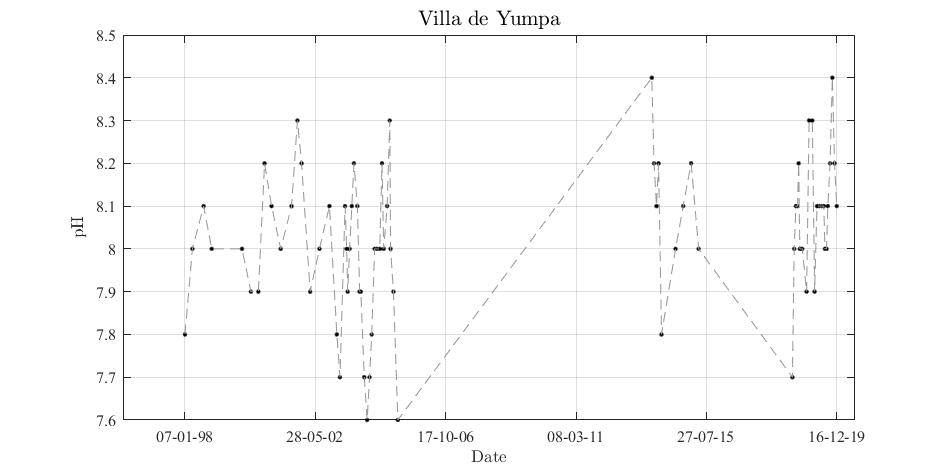 Villa de Yumpa
8.5
8.4
8.3
8.2
8.1
8
7.9
7.8
7.7
7.6
pH
07-01-98 28-05-02 17-10-06 08-03-11 27-07-15 16-12-19
Date